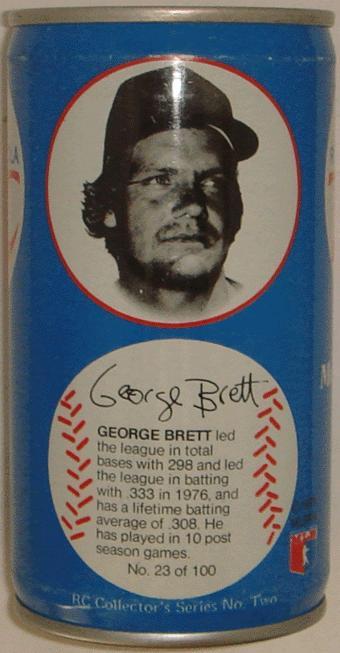 George Brett
GEORGE BRETT led
the league in total
bases with 298 and led
the league in batting
with .333 in 1976, and
has a lifetime batting
average of .308. He
has played in 10 post
season games.
No. 23 of 100
RC Collector's Series No. Two